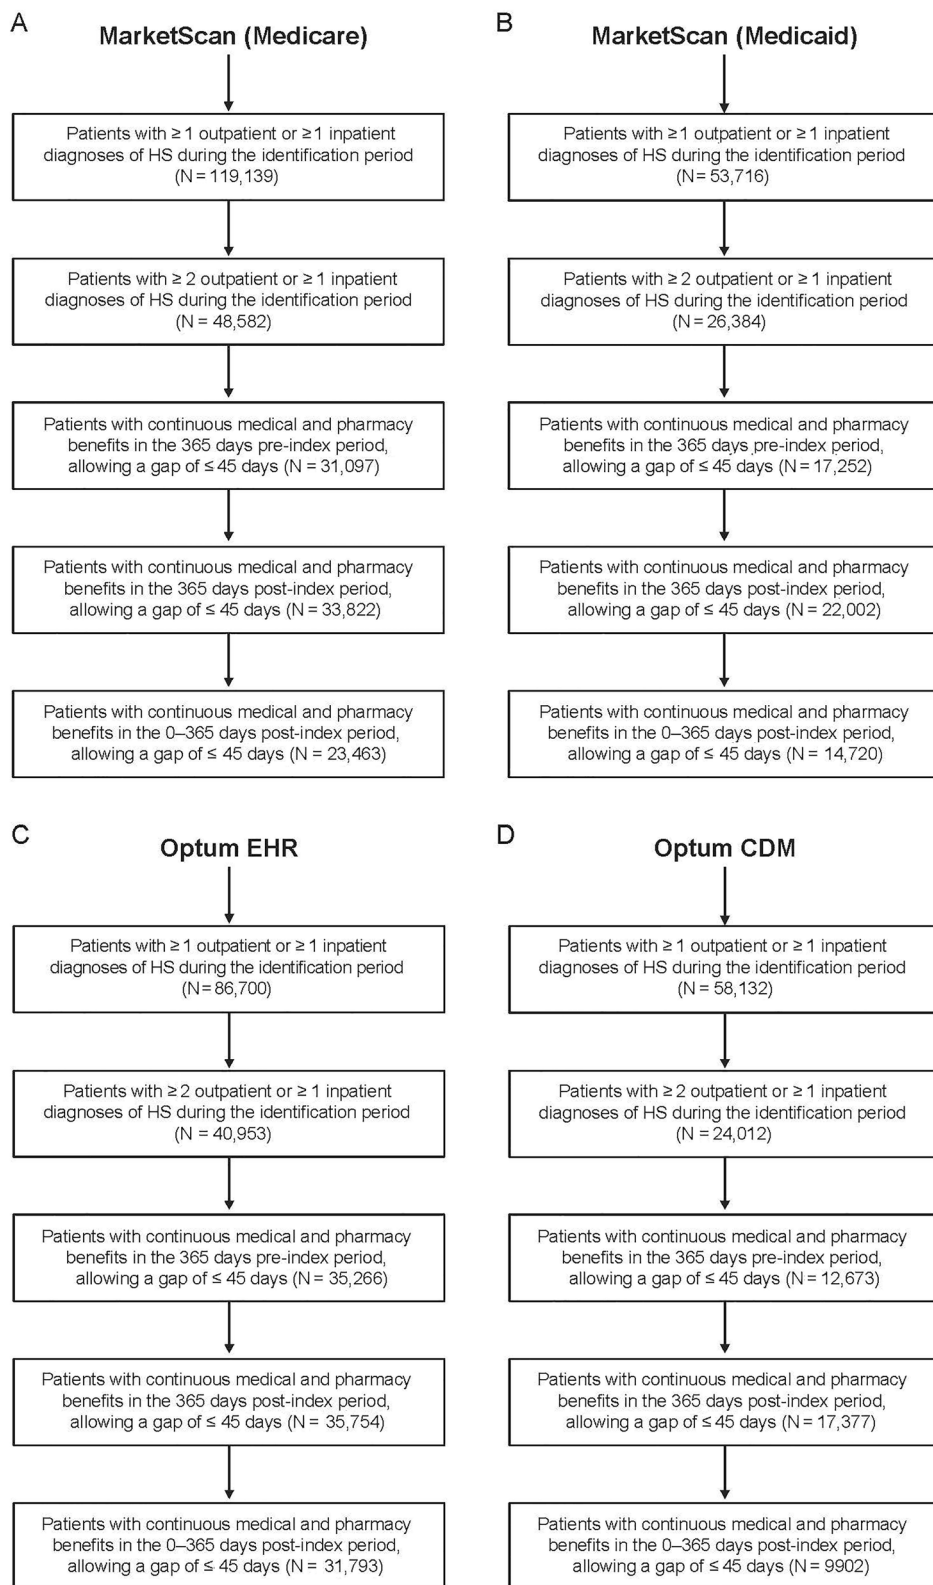 A
MarketScan (Medicare)
Patients with ≥ 1 outpatient or ≥ 1 inpatient
diagnoses of HS during the identification period
(N = 119,139)
Patients with ≥ 2 outpatient or ≥ 1 inpatient
diagnoses of HS during the identification period
(N = 48,582)
Patients with continuous medical and pharmacy
benefits in the 365 days pre-index period,
allowing a gap of ≤ 45 days (N = 31,097)
Patients with continuous medical and pharmacy
benefits in the 365 days post-index period,
allowing a gap of ≤ 45 days (N = 33,822)
Patients with continuous medical and pharmacy
benefits in the 0–365 days post-index period,
allowing a gap of ≤ 45 days (N = 23,463)
B
MarketScan (Medicaid)
Patients with ≥ 1 outpatient or ≥ 1 inpatient
diagnoses of HS during the identification period
(N = 53,716)
Patients with ≥ 2 outpatient or ≥ 1 inpatient
diagnoses of HS during the identification period
(N = 26,384)
Patients with continuous medical and pharmacy
benefits in the 365 days pre-index period,
allowing a gap of ≤ 45 days (N = 17,252)
Patients with continuous medical and pharmacy
benefits in the 365 days post-index period,
allowing a gap of ≤ 45 days (N = 22,002)
Patients with continuous medical and pharmacy
benefits in the 0–365 days post-index period,
allowing a gap of ≤ 45 days (N = 14,720)
C
Optum EHR
Patients with ≥ 1 outpatient or ≥ 1 inpatient
diagnoses of HS during the identification period
(N = 86,700)
Patients with ≥ 2 outpatient or ≥ 1 inpatient
diagnoses of HS during the identification period
(N = 40,953)
Patients with continuous medical and pharmacy
benefits in the 365 days pre-index period,
allowing a gap of ≤ 45 days (N = 35,266)
Patients with continuous medical and pharmacy
benefits in the 365 days post-index period,
allowing a gap of ≤ 45 days (N = 35,754)
Patients with continuous medical and pharmacy
benefits in the 0–365 days post-index period,
allowing a gap of ≤ 45 days (N = 31,793)
D
Optum CDM
Patients with ≥ 1 outpatient or ≥ 1 inpatient
diagnoses of HS during the identification period
(N = 58,132)
Patients with ≥ 2 outpatient or ≥ 1 inpatient
diagnoses of HS during the identification period
(N = 24,012)
Patients with continuous medical and pharmacy
benefits in the 365 days pre-index period,
allowing a gap of ≤ 45 days (N = 12,673)
Patients with continuous medical and pharmacy
benefits in the 365 days post-index period,
allowing a gap of ≤ 45 days (N = 17,377)
Patients with continuous medical and pharmacy
benefits in the 0–365 days post-index period,
allowing a gap of ≤ 45 days (N = 9902)